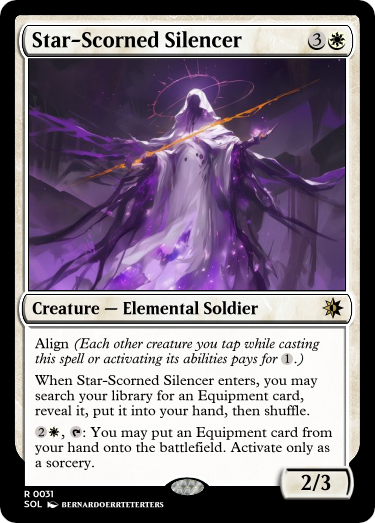 Star-Scorned Silencer 3
Creature — Elemental Soldier
Align (Each other creature you tap while casting
this spell or activating its abilities pays for 1.)
When Star-Scorned Silencer enters, you may
search your library for an Equipment card,
reveal it, put it into your hand, then shuffle.
2, : You may put an Equipment card from
your hand onto the battlefield. Activate only as
a sorcery.
2/3
R 0031
SOL BERNARDOERRTETERTERS